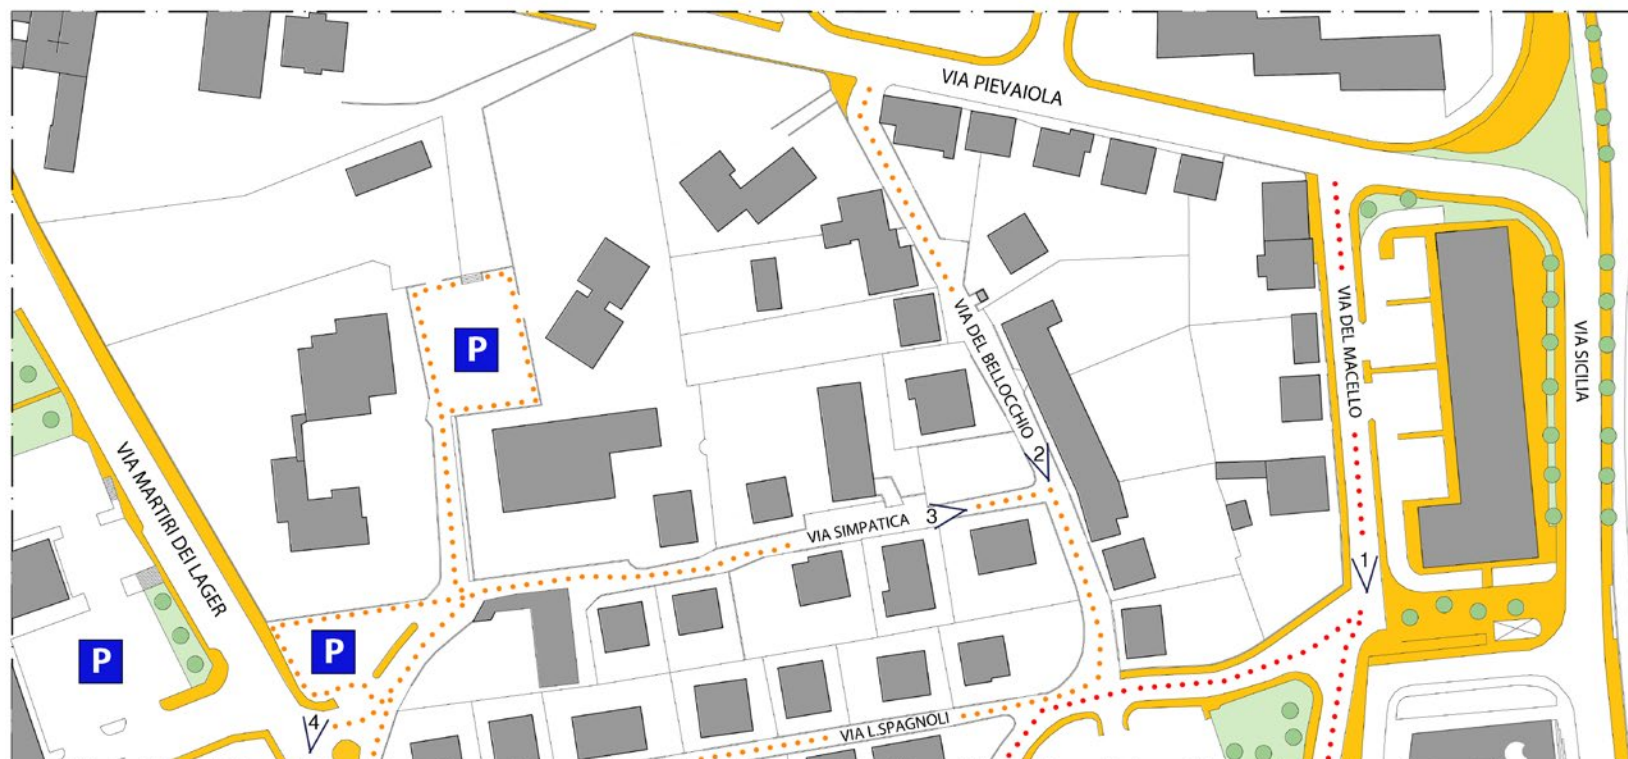 VIA PIEVAIOLA
P
VIA DEL BELLOCCHIO
VIA DEL MACELLO
VIA SICILIA
VIA MARTIRI DEI LAGER
2
3
VIA SIMPATICA
1
P
P
4
VIA L.SPAGNOLI